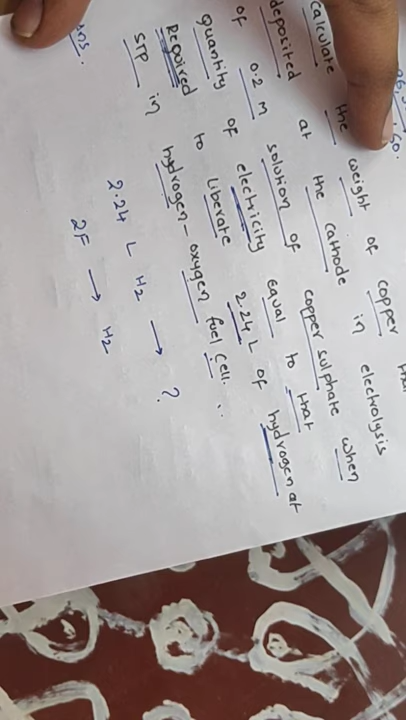 calculate the weight of copper that
deposited at the cathode in electrolysis
of 0.2 M solution of copper sulphate when
quantity of electricity equal to that
Required to liberate 2.24 L of hydrogen at
STP in hydrogen - oxygen fuel cell.
ans.
2.24 L H2 → ?
2F → H2